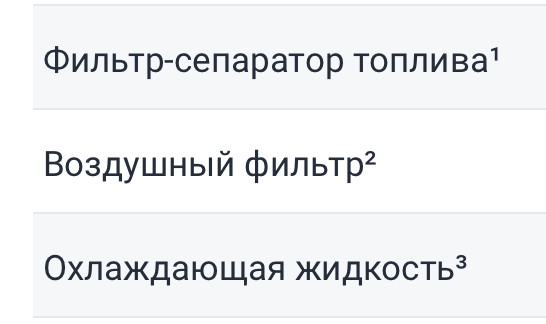 Фильтр-сепаратор топлива¹
Воздушный фильтр²
Охлаждающая жидкость³